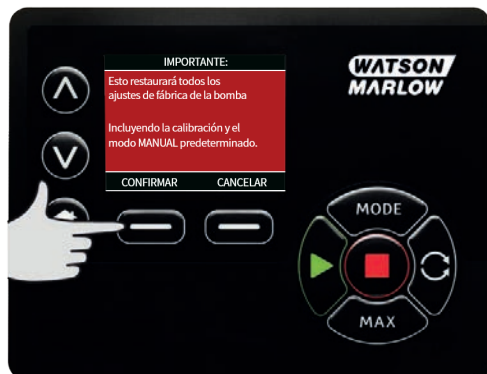 IMPORTANTE:
Esto restaurará todos los
ajustes de fábrica de la bomba
Incluyendo la calibración y el
modo MANUAL predeterminado.
CONFIRMAR CANCELAR
WATSON
MARLOW
MODE
MAX